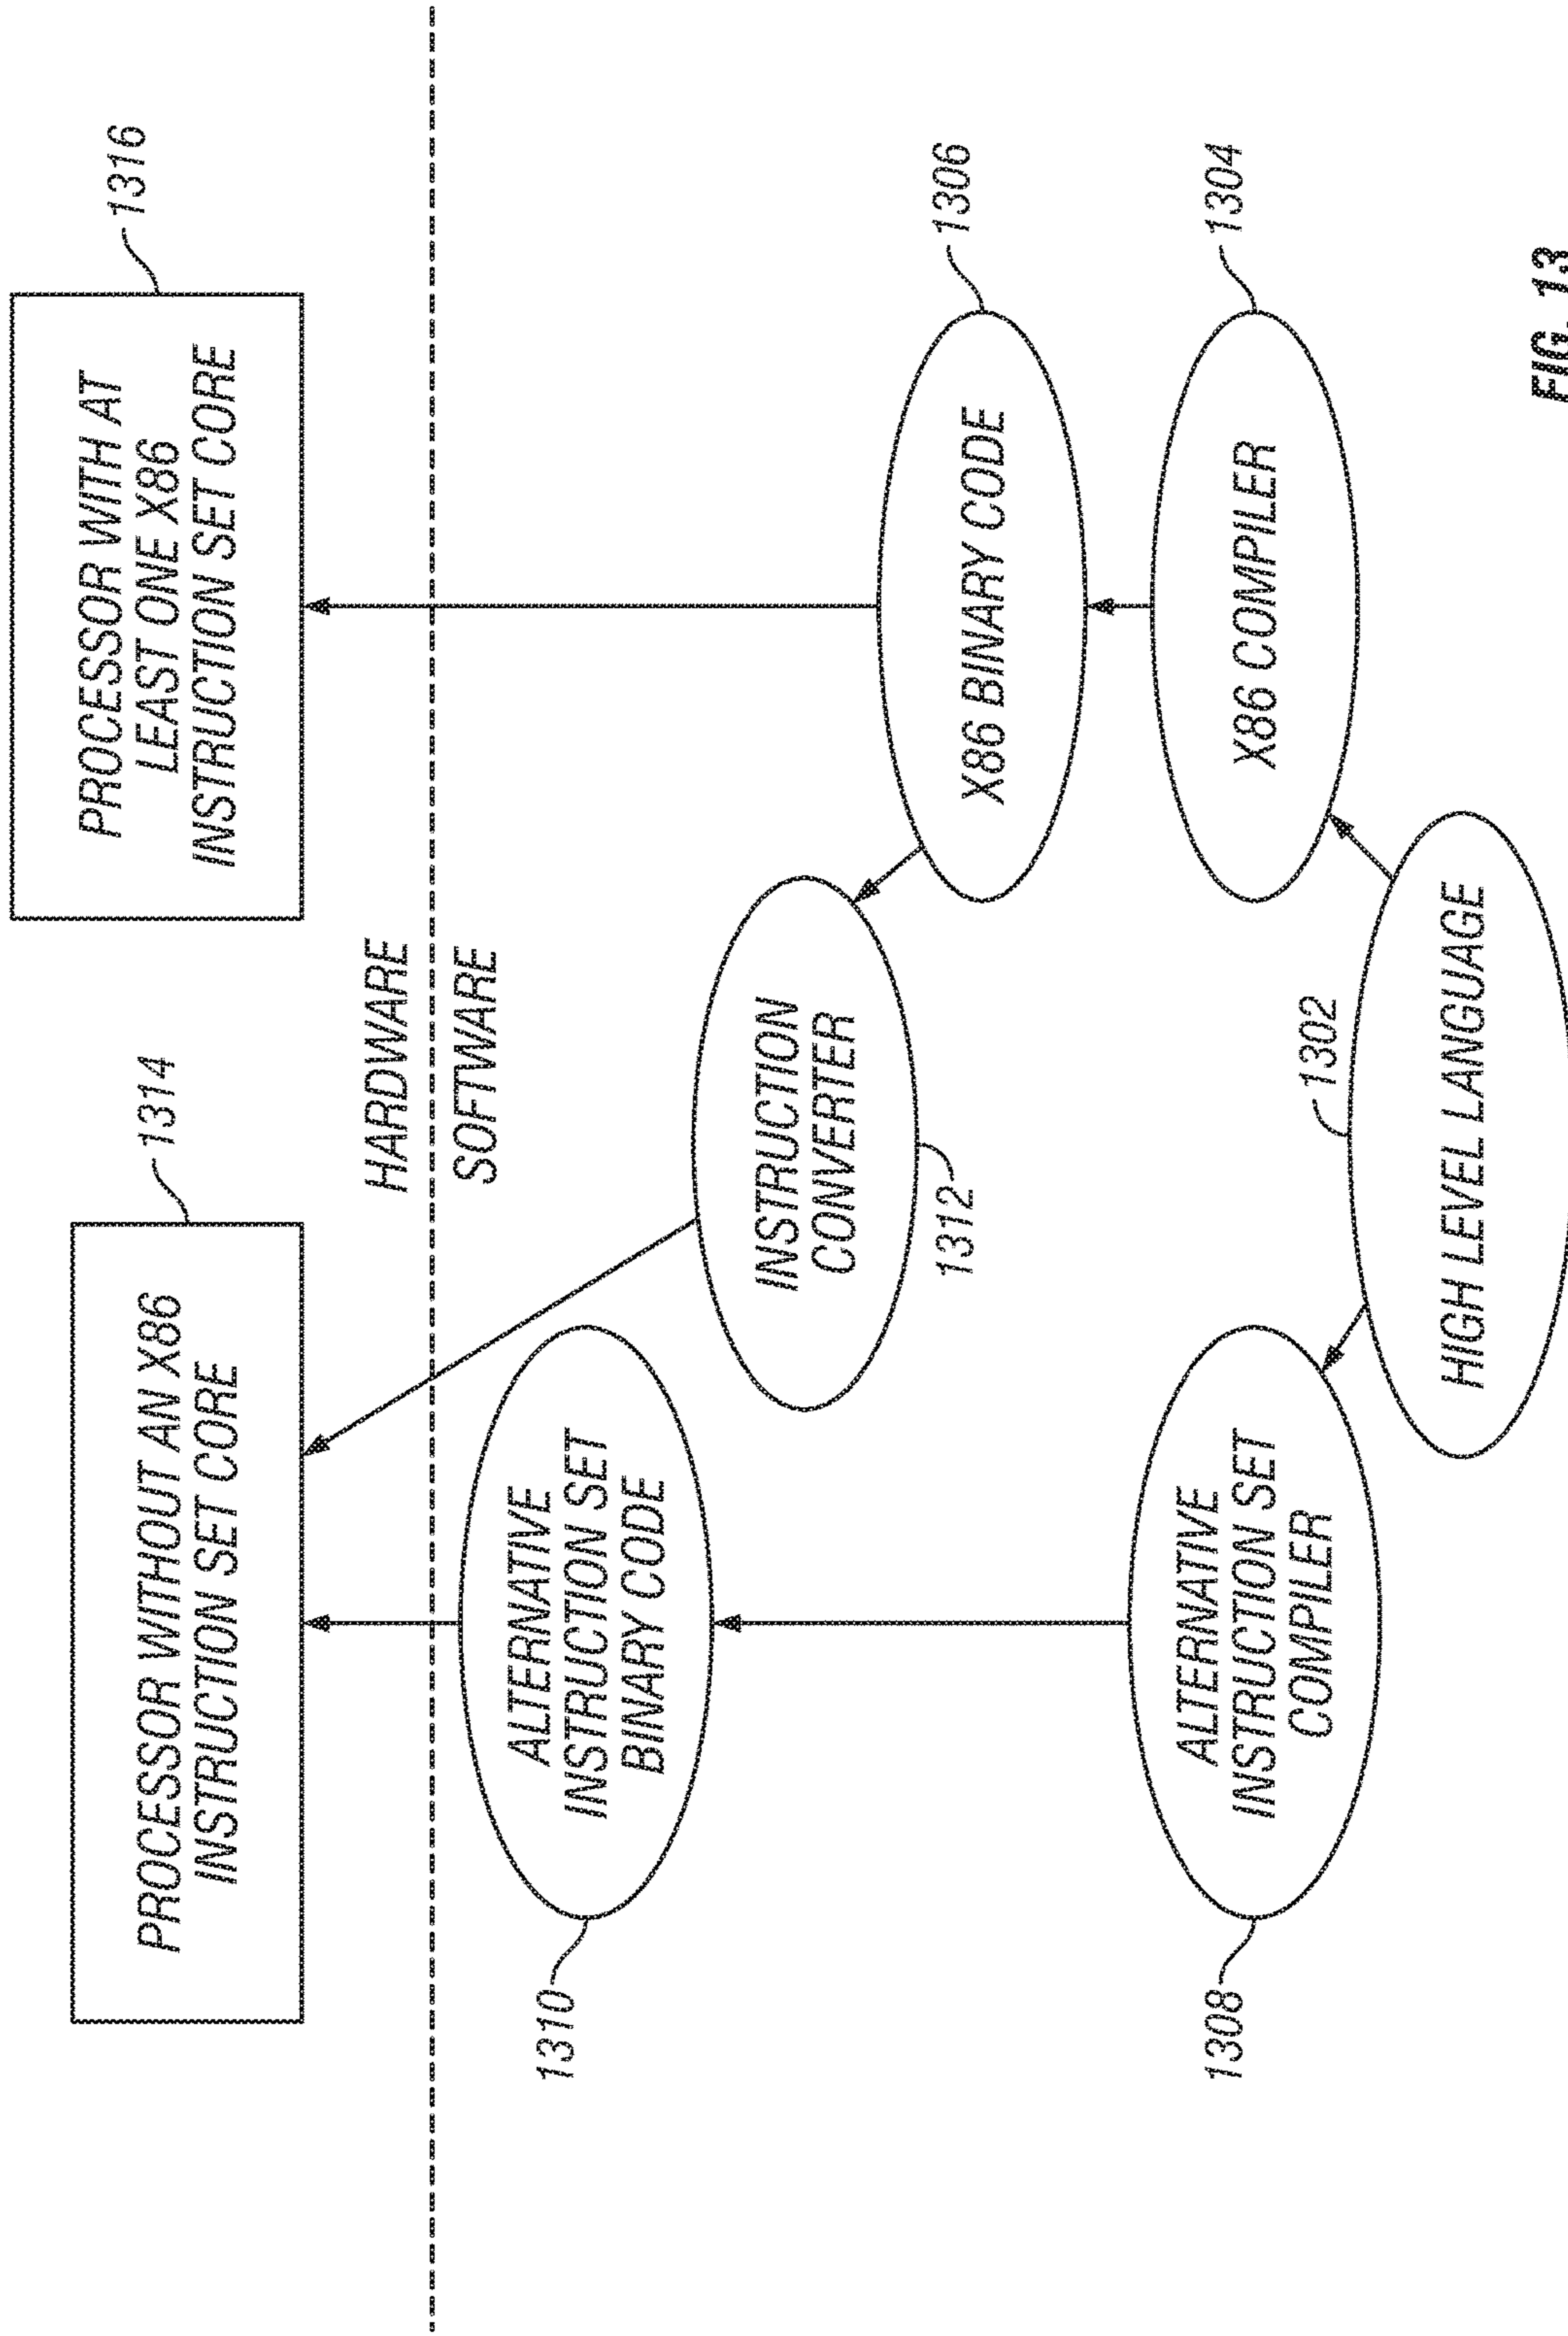 PROCESSOR WITHOUT AN X86
INSTRUCTION SET CORE
1314
PROCESSOR WITH AT
LEAST ONE X86
INSTRUCTION SET CORE
1316
HARDWARE
SOFTWARE
1310
ALTERNATIVE
INSTRUCTION SET
BINARY CODE
INSTRUCTION
CONVERTER
1312
X86 BINARY CODE
1306
1308
ALTERNATIVE
INSTRUCTION SET
COMPILER
X86 COMPILER
1304
1302
HIGH LEVEL LANGUAGE
FIG. 13